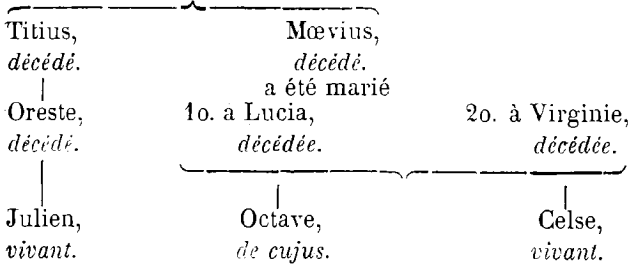 Titius, Mœvius,
décédé. décédé.
a été marié
Oreste, 1o. a Lucia, 2o. à Virginie,
décédé. décédée. décédée.
Julien, Octave, Celse,
vivant. de cujus. vivant.